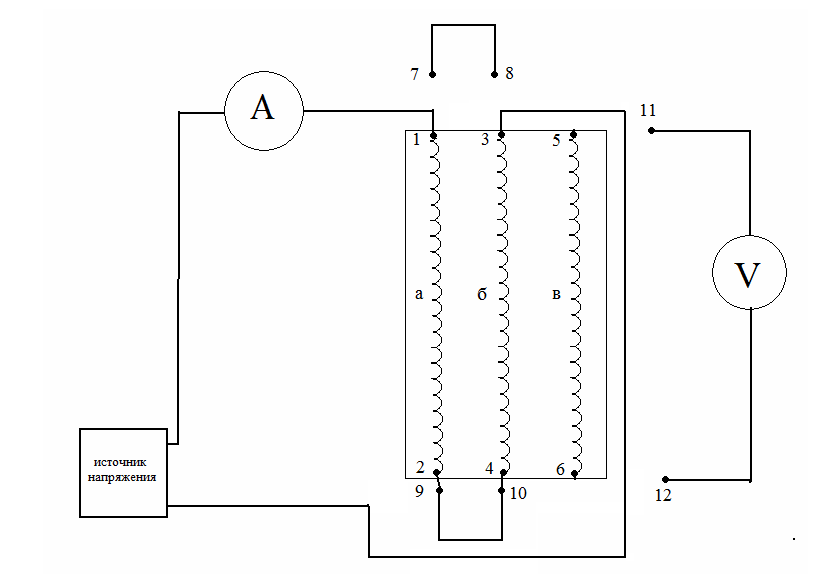 7 8
11
A
1 3 5
V
а б в
2 4 6
источник
напряжения
9 10 12